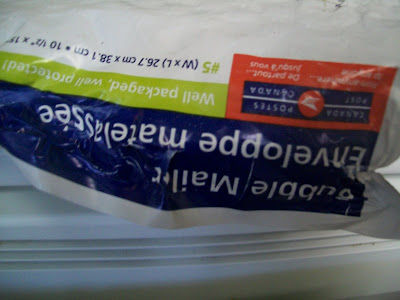 Bubble Mailer
Enveloppe matelassée
CANADA POST
POSTES CANADA
De partout...
jusqu'à vous
Well packaged, well protected!
#5 (W x L) 26.7 cm x 38.1 cm • 10 1/2" x 15